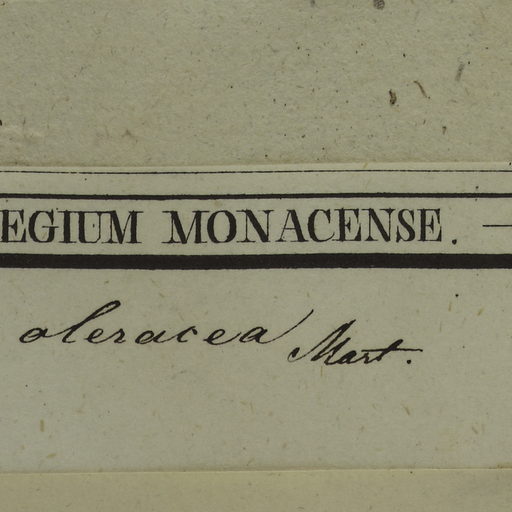 EGIUM MONACENSE. —
oleracea Mart.